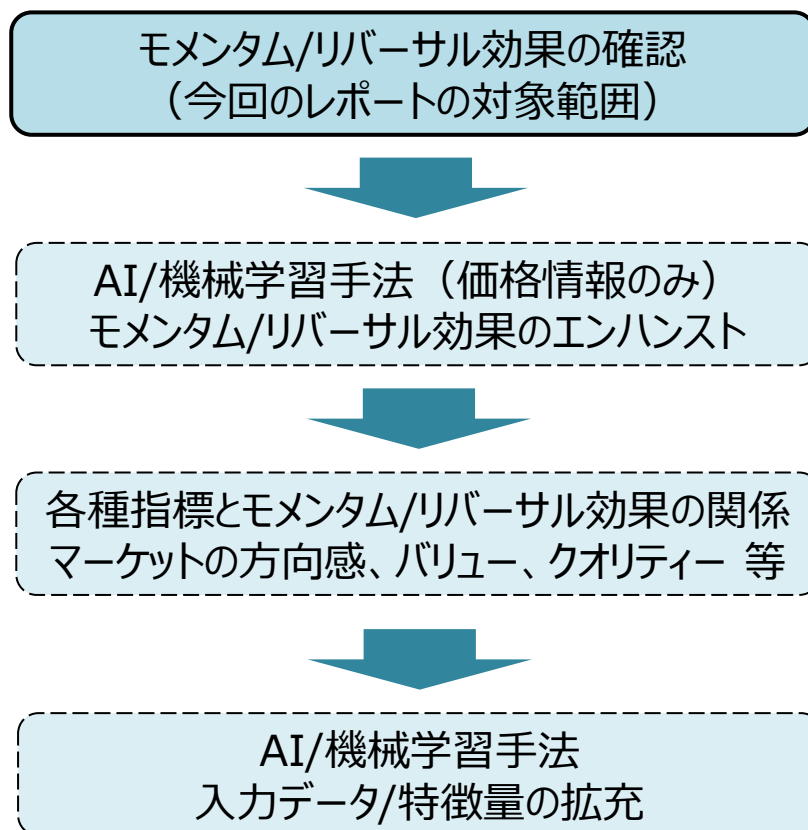 モメンタム/リバーサル効果の確認
（今回のレポートの対象範囲）
AI/機械学習手法（価格情報のみ）
モメンタム/リバーサル効果のエンハンスト
各種指標とモメンタム/リバーサル効果の関係
マーケットの方向感、バリュー、クオリティー 等
AI/機械学習手法
入力データ/特徴量の拡充